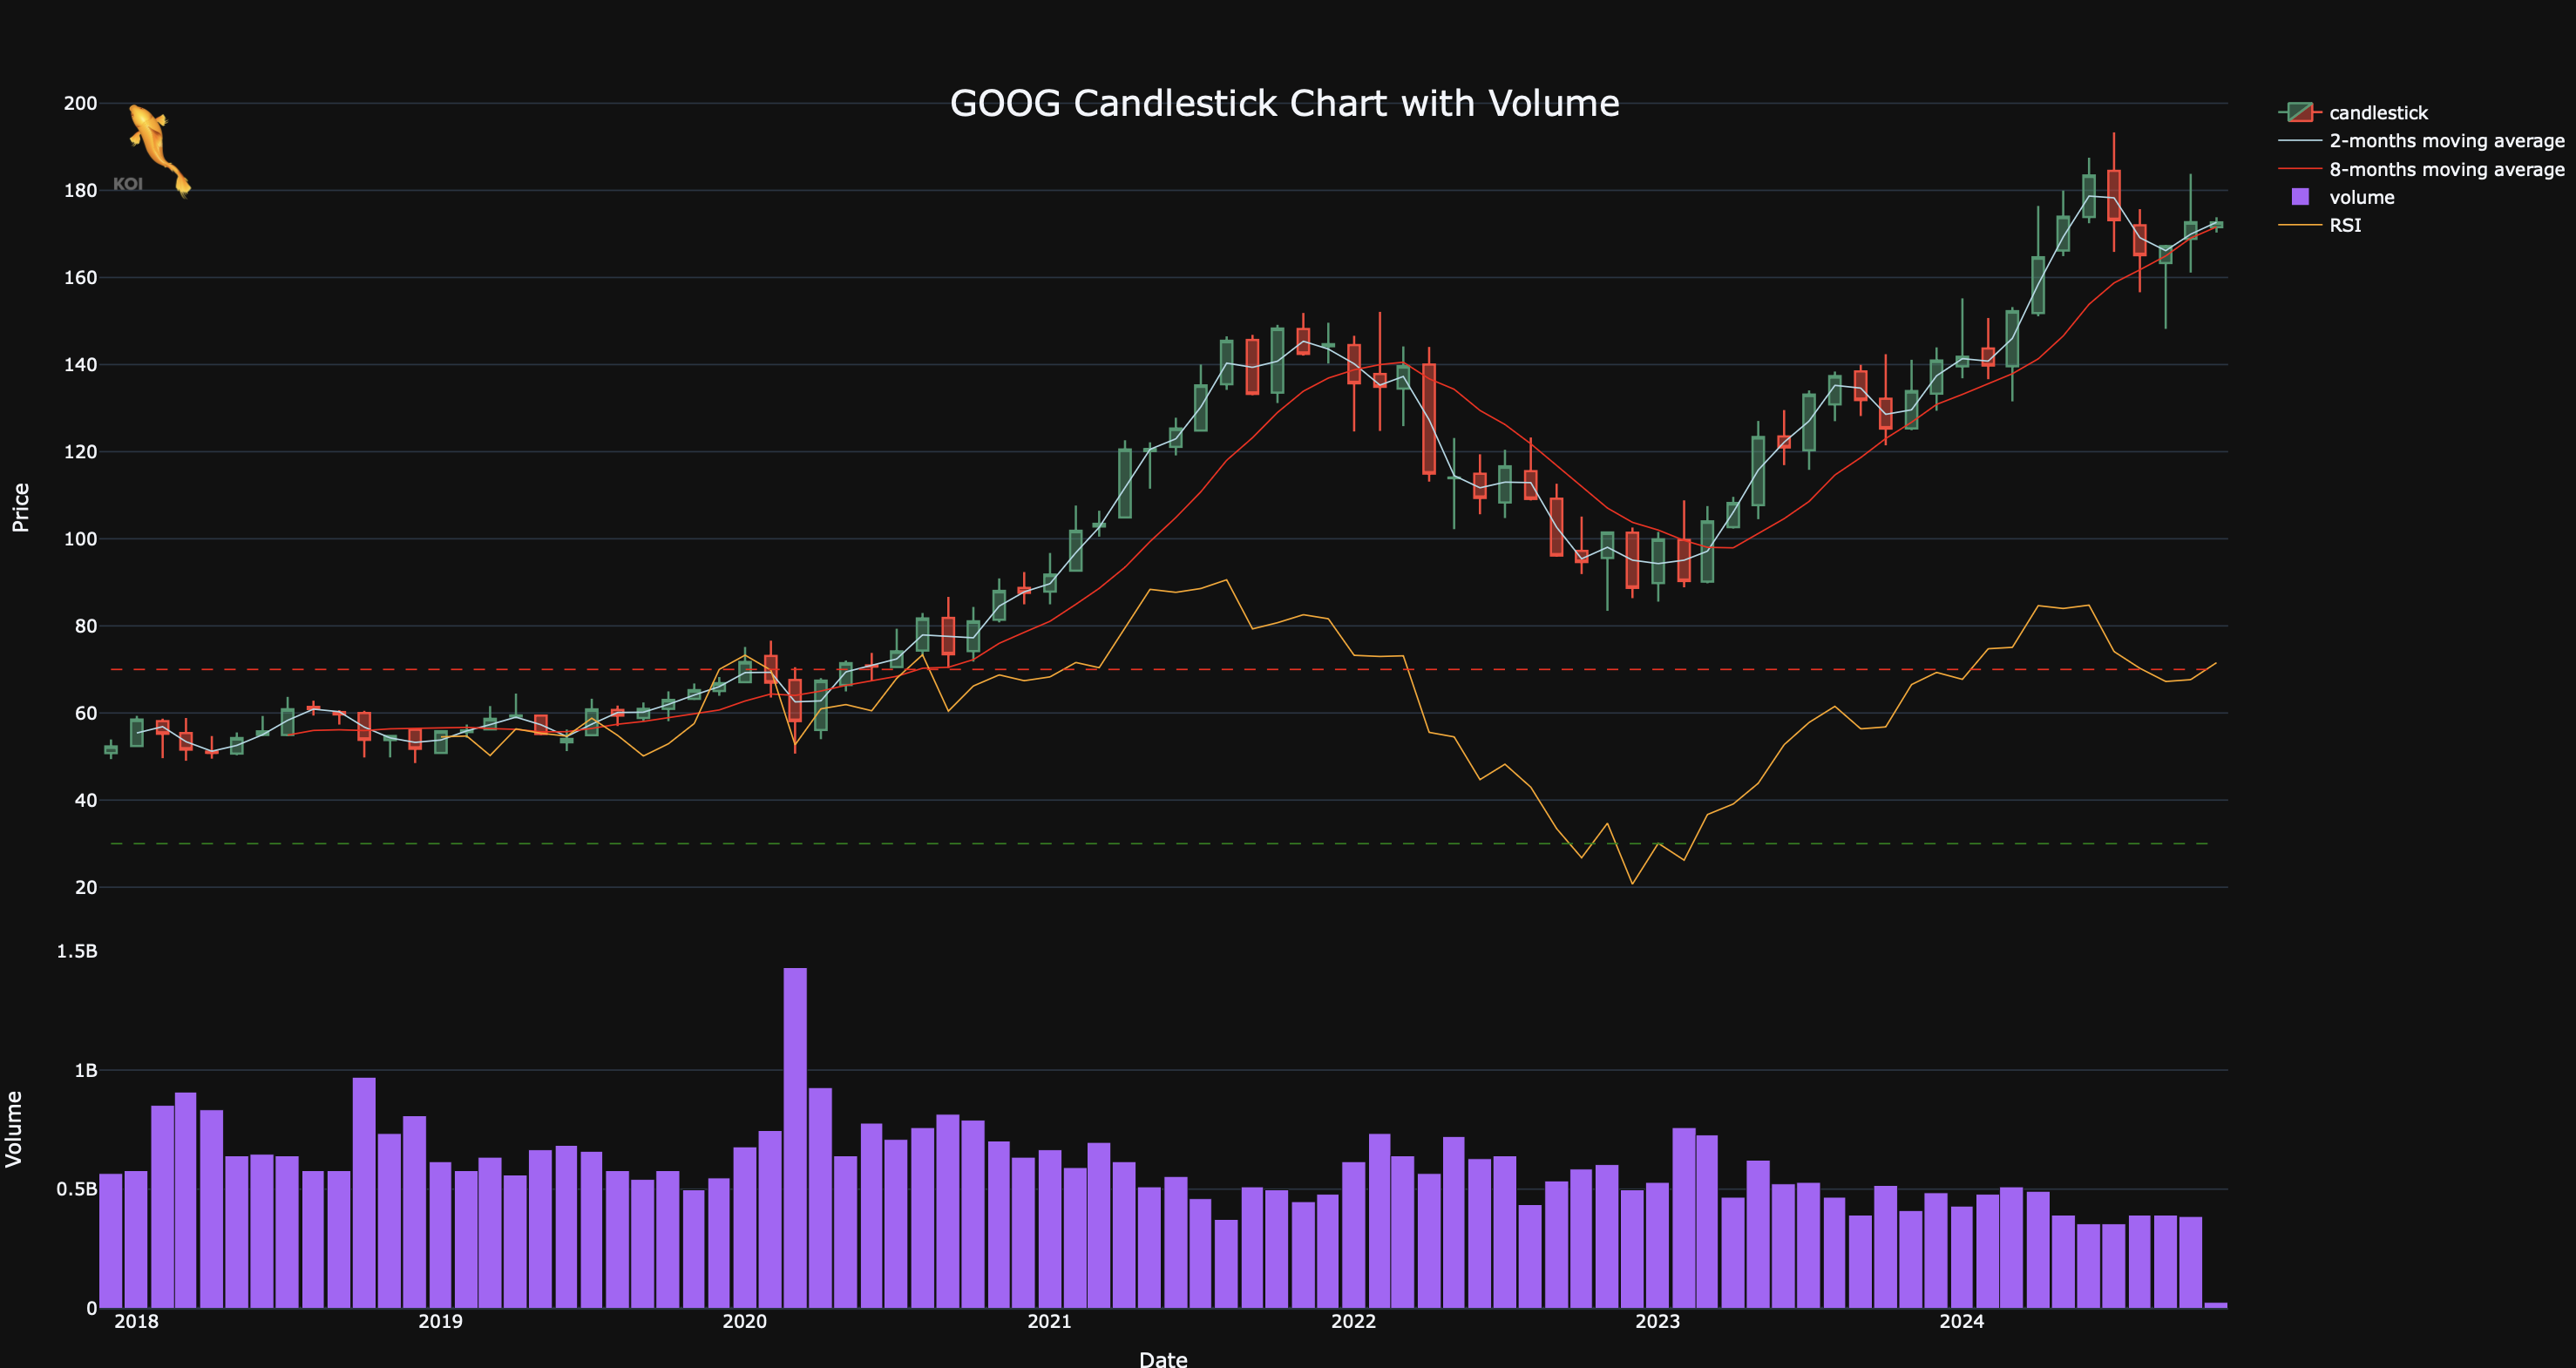 GOOG Candlestick Chart with Volume
KOI
candlestick
2-months moving average
8-months moving average
volume
RSI
Price
200
180
160
140
120
100
80
60
40
20
Volume
1.5B
1B
0.5B
0
2018 2019 2020 2021 2022 2023 2024
Date